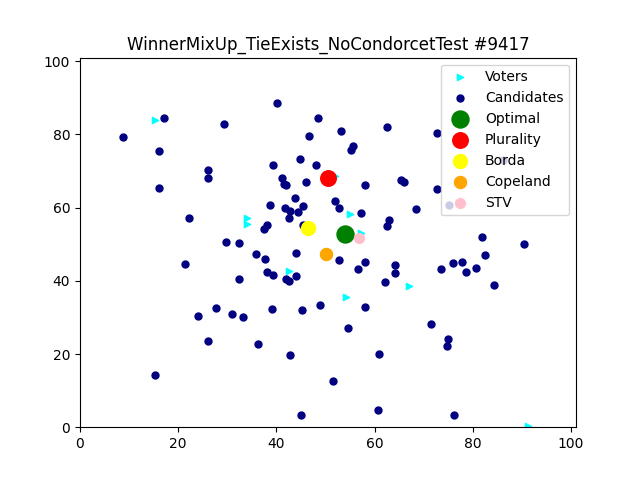 WinnerMixUp_TieExists_NoCondorcetTest #9417
100
80
60
40
20
0
0
20
40
60
80
100
Voters
Candidates
Optimal
Plurality
Borda
Copeland
STV